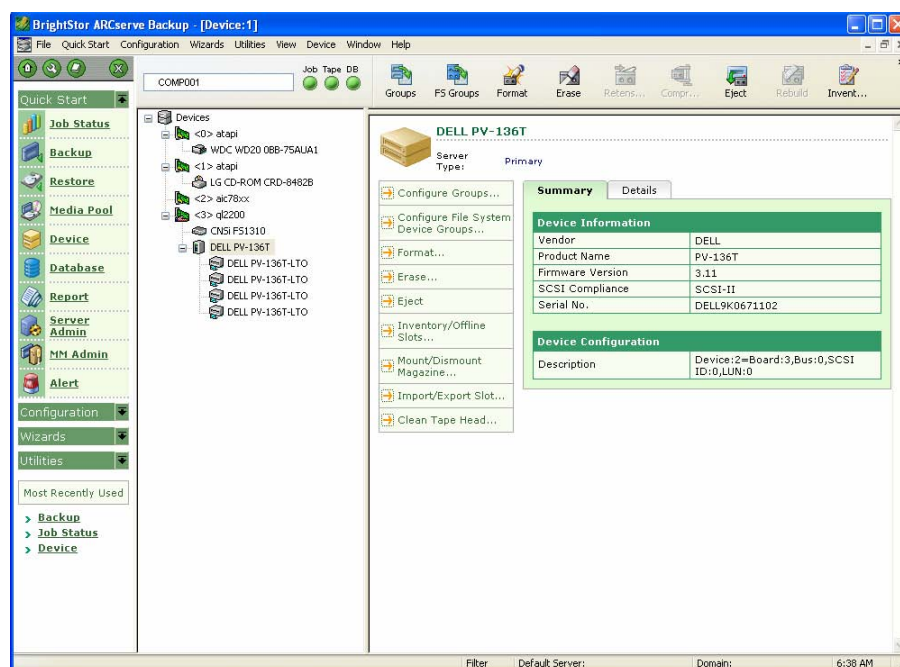 BrightStor ARCserve Backup - [Device:1]
File Quick Start Configuration Wizards Utilities View Device Window Help
Quick Start
Job Status
Backup
Restore
Media Pool
Device
Database
Report
Server
Admin
MM Admin
Alert
Configuration
Wizards
Utilities
Most Recently Used
Backup
Job Status
Device
COMP001
Job Tape DB
Groups
FS Groups
Format
Erase
Retens...
Compr...
Eject
Rebuild
Invent...
Devices
<0> atapi
WDC WD20 0BB-75AUA1
<1> atapi
LG CD-ROM CRD-8482B
<2> aic78xx
<3> ql2200
CNSi FS1310
DELL PV-136T
DELL PV-136T-LTO
DELL PV-136T-LTO
DELL PV-136T-LTO
DELL PV-136T-LTO
DELL PV-136T
Server
Type:
Primary
Configure Groups...
Configure File System
Device Groups...
Format...
Erase...
Eject
Inventory/Offline
Slots...
Mount/Dismount
Magazine...
Import/Export Slot...
Clean Tape Head...
Summary
Details
Device Information
Vendor DELL
Product Name PV-136T
Firmware Version 3.11
SCSI Compliance SCSI-II
Serial No. DELL9K0671102
Device Configuration
Description Device:2=Board:3,Bus:0,SCSI
ID:0,LUN:0
Filter Default Server: Domain: 6:38 AM